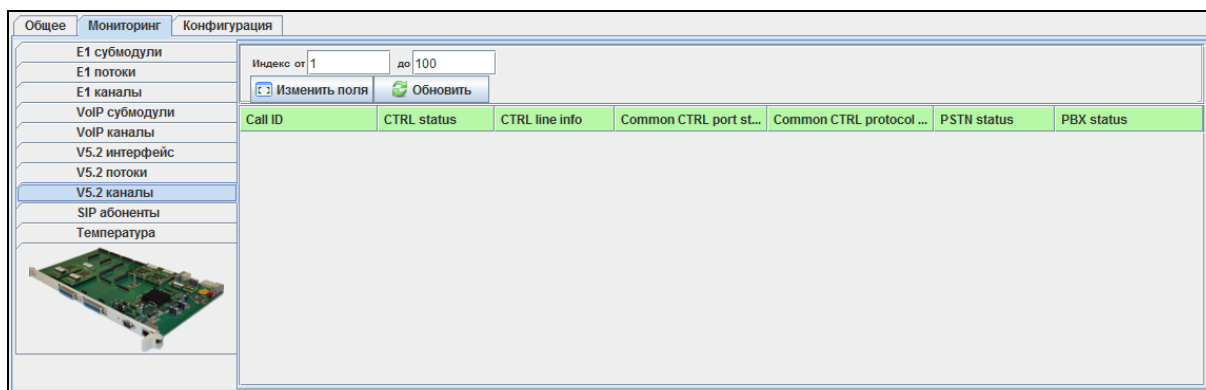 Общее Мониторинг Конфигурация
E1 субмодули
E1 потоки
E1 каналы
VoIP субмодули
VoIP каналы
V5.2 интерфейс
V5.2 потоки
V5.2 каналы
SIP абоненты
Температура
Индекс от 1 до 100
Изменить поля Обновить
Call ID CTRL status CTRL line info Common CTRL port st... Common CTRL protocol ... PSTN status PBX status